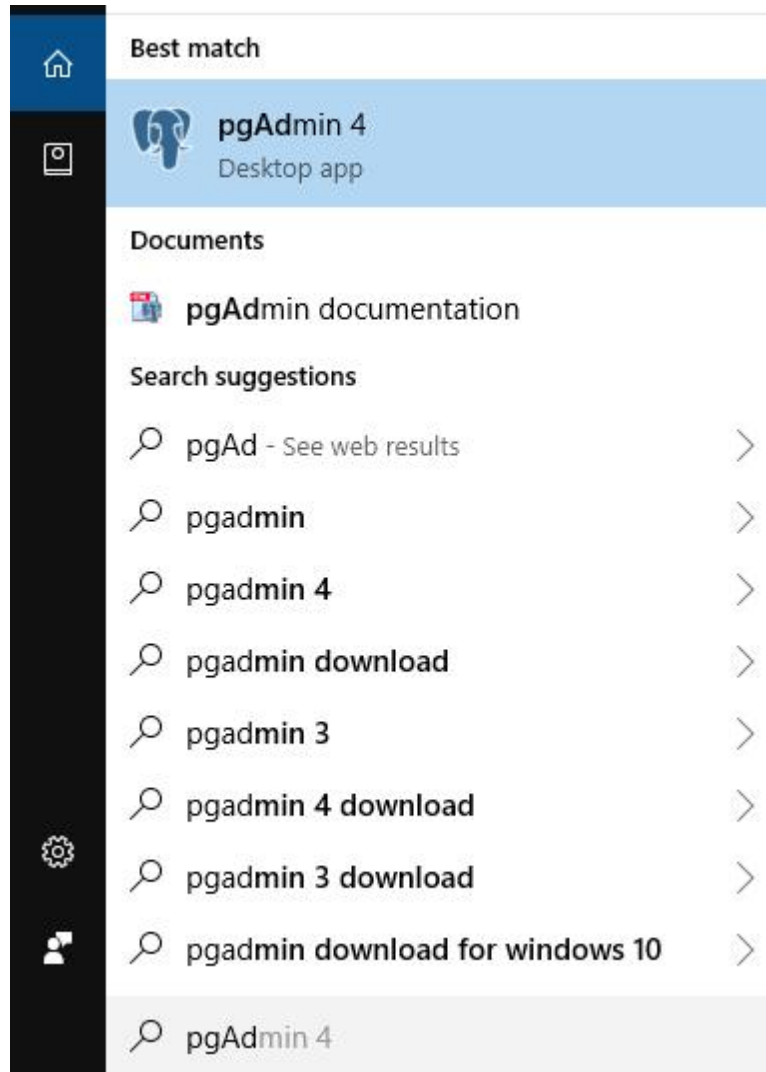 Best match
pgAdmin 4
Desktop app
Documents
pgAdmin documentation
Search suggestions
pgAd - See web results
pgadmin
pgadmin 4
pgadmin download
pgadmin 3
pgadmin 4 download
pgadmin 3 download
pgadmin download for windows 10
pgAdmin 4